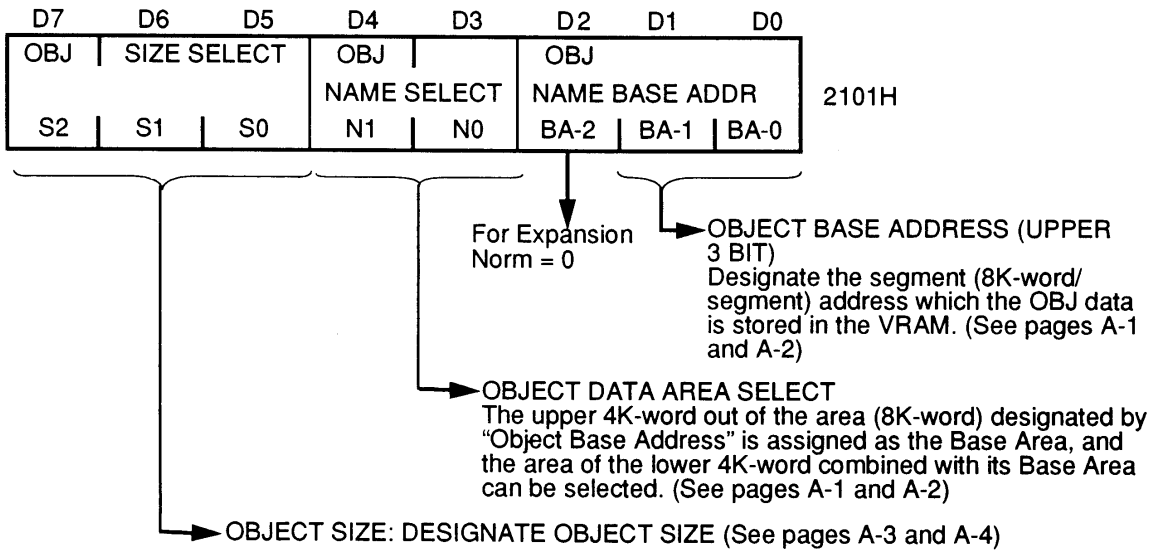 D7 D6 D5 D4 D3 D2 D1 D0
OBJ SIZE SELECT OBJ OBJ
NAME SELECT NAME BASE ADDR 2101H
S2 S1 S0 N1 N0 BA-2 BA-1 BA-0
For Expansion
Norm = 0
OBJECT BASE ADDRESS (UPPER
3 BIT)
Designate the segment (8K-word/
segment) address which the OBJ data
is stored in the VRAM. (See pages A-1
and A-2)
OBJECT DATA AREA SELECT
The upper 4K-word out of the area (8K-word) designated by
“Object Base Address” is assigned as the Base Area, and
the area of the lower 4K-word combined with its Base Area
can be selected. (See pages A-1 and A-2)
OBJECT SIZE: DESIGNATE OBJECT SIZE (See pages A-3 and A-4)